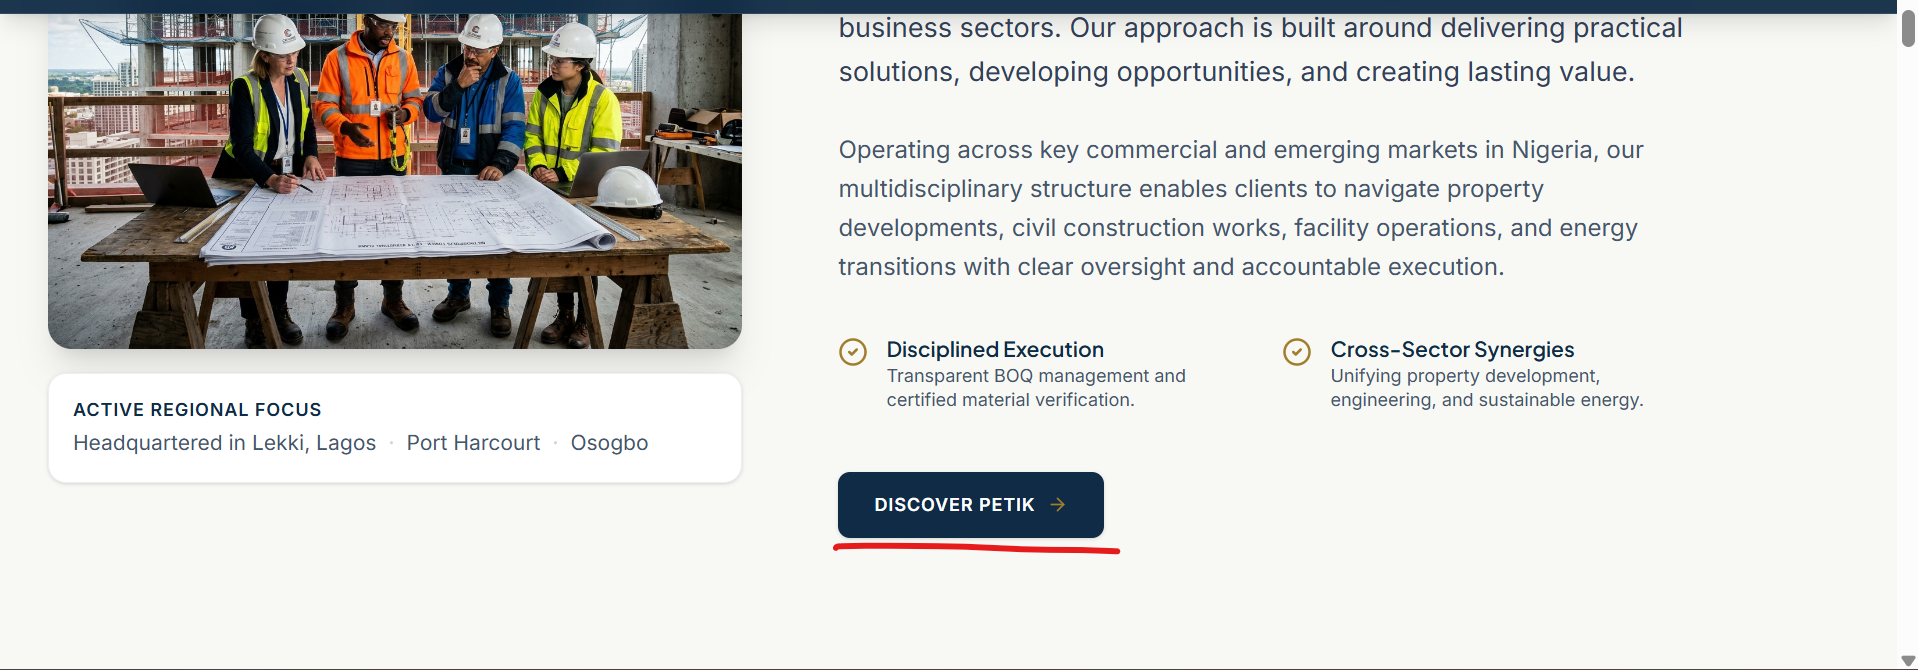 business sectors. Our approach is built around delivering practical
solutions, developing opportunities, and creating lasting value.
Operating across key commercial and emerging markets in Nigeria, our
multidisciplinary structure enables clients to navigate property
developments, civil construction works, facility operations, and energy
transitions with clear oversight and accountable execution.
Disciplined Execution
Transparent BOQ management and
certified material verification.
Cross-Sector Synergies
Unifying property development,
engineering, and sustainable energy.
ACTIVE REGIONAL FOCUS
Headquartered in Lekki, Lagos · Port Harcourt · Osogbo
DISCOVER PETIK →